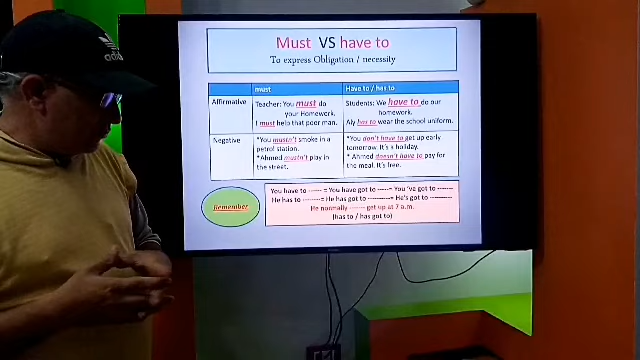 adidas
Must VS have to
To express Obligation / necessity
must
Have to / has to
Affirmative
Teacher: You must do
your Homework.
I must help that poor man.
Students: We have to do our
homework.
Aly has to wear the school uniform.
Negative
*You mustn't smoke in a
petrol station.
*Ahmed mustn't play in
the street.
*You don't have to get up early
tomorrow. It's a holiday.
* Ahmed doesn't have to pay for
the meal. It's free.
Remember
You have to ------- = You have got to ------- = You 've got to -------
He has to -------= He has got to ----------= He's got to --------
He normally ------- get up at 7 a.m.
(has to / has got to)